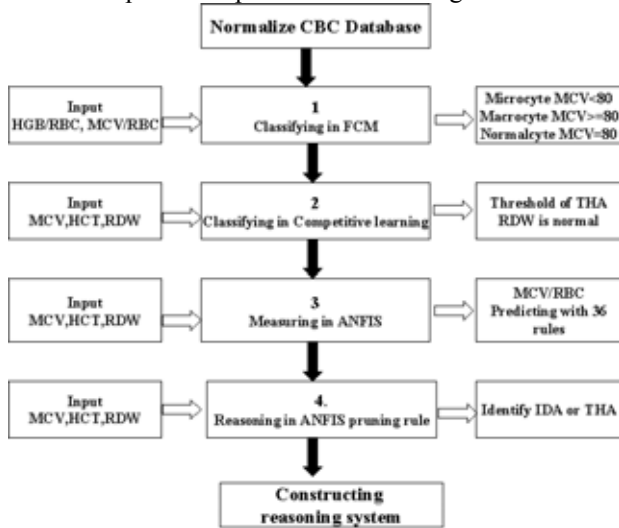 Normalize CBC Database
Input
HGB/RBC, MCV/RBC
1
Classifying in FCM
Microcyte MCV<80
Macrocyte MCV>=80
Normalcyte MCV=80
Input
MCV,HCT,RDW
2
Classifying in Competitive learning
Threshold of THA
RDW is normal
Input
MCV,HCT,RDW
3
Measuring in ANFIS
MCV/RBC
Predicting with 36
rules
Input
MCV,HCT,RDW
4.
Reasoning in ANFIS pruning rule
Identify IDA or THA
Constructing
reasoning system